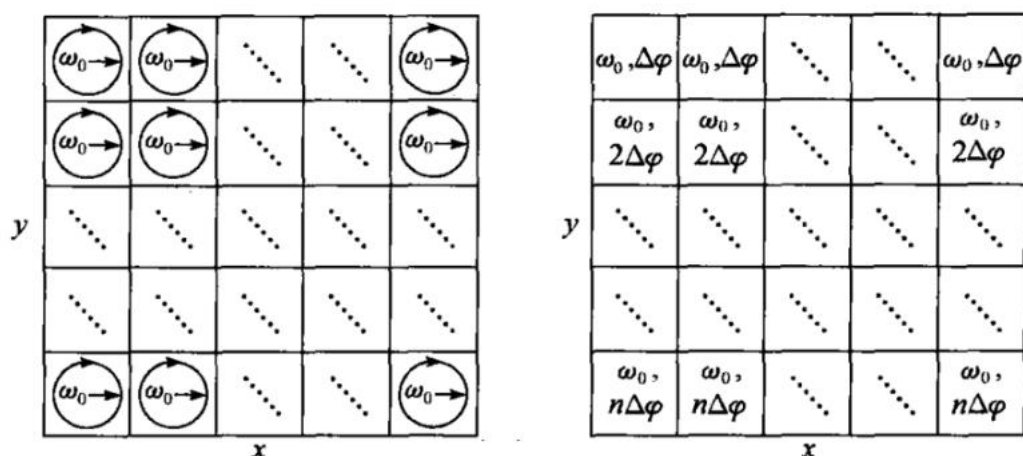 ω₀ ω₀ ω₀
ω₀ ω₀ ω₀
y
ω₀ ω₀ ω₀
x
ω₀,Δφ ω₀,Δφ ω₀,Δφ
ω₀, ω₀, ω₀,
2Δφ 2Δφ 2Δφ
y
ω₀, ω₀, ω₀,
nΔφ nΔφ nΔφ
x